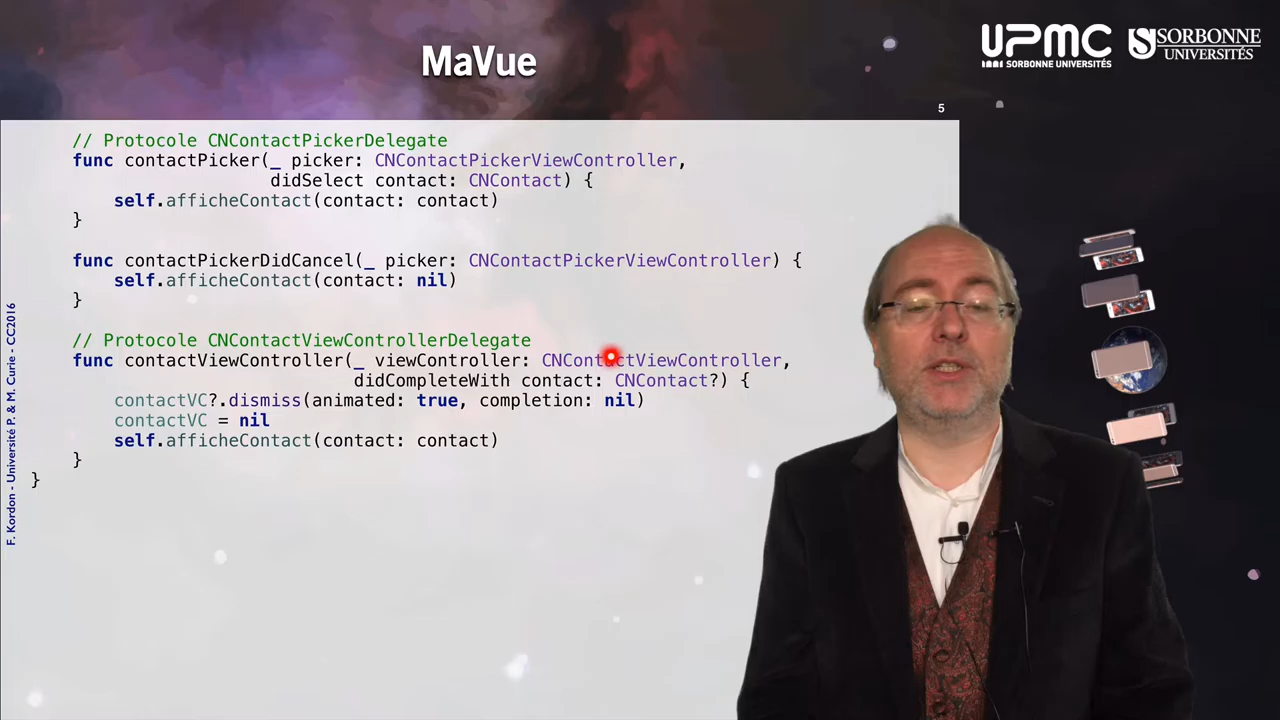 MaVue
UPMC
SORBONNE UNIVERSITÉS
SORBONNE
UNIVERSITÉS
5
// Protocole CNContactPickerDelegate
func contactPicker(_ picker: CNContactPickerViewController,
didSelect contact: CNContact) {
self.afficheContact(contact: contact)
}
func contactPickerDidCancel(_ picker: CNContactPickerViewController) {
self.afficheContact(contact: nil)
}
// Protocole CNContactViewControllerDelegate
func contactViewController(_ viewController: CNContactViewController,
didCompleteWith contact: CNContact?) {
contactVC?.dismiss(animated: true, completion: nil)
contactVC = nil
self.afficheContact(contact: contact)
}
}
F. Kordon - Université P. & M. Curie - CC2016